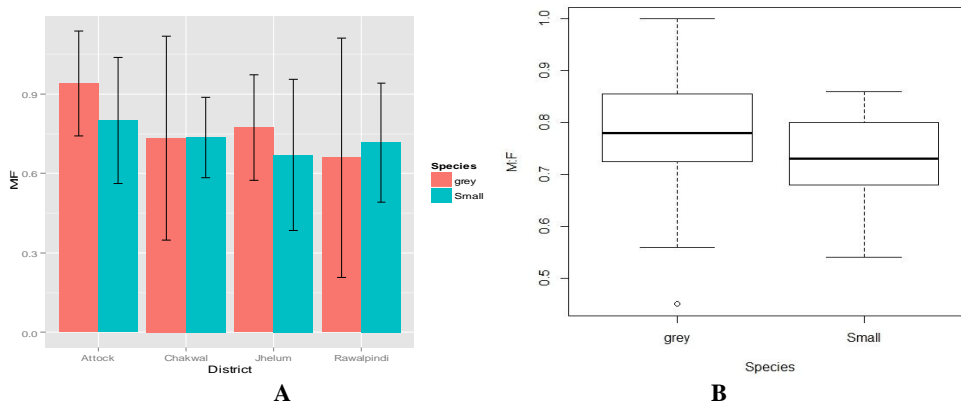 0.9
0.6
0.3
0.0
MF
Attock Chakwal Jhelum Rawalpindi
District
Species
grey
Small
A
1.0
0.9
0.8
0.7
0.6
0.5
M:F
grey Small
Species
B